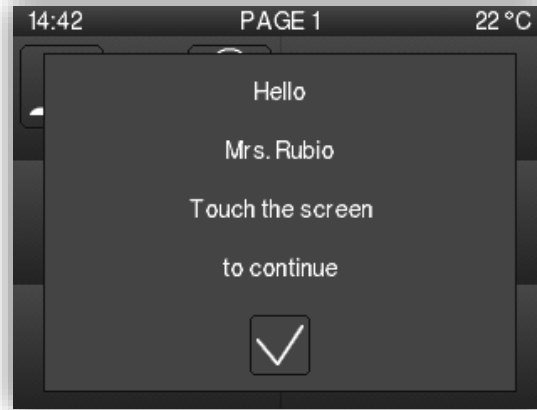 14:42 PAGE 1 22 °C
Hello
Mrs. Rubio
Touch the screen
to continue